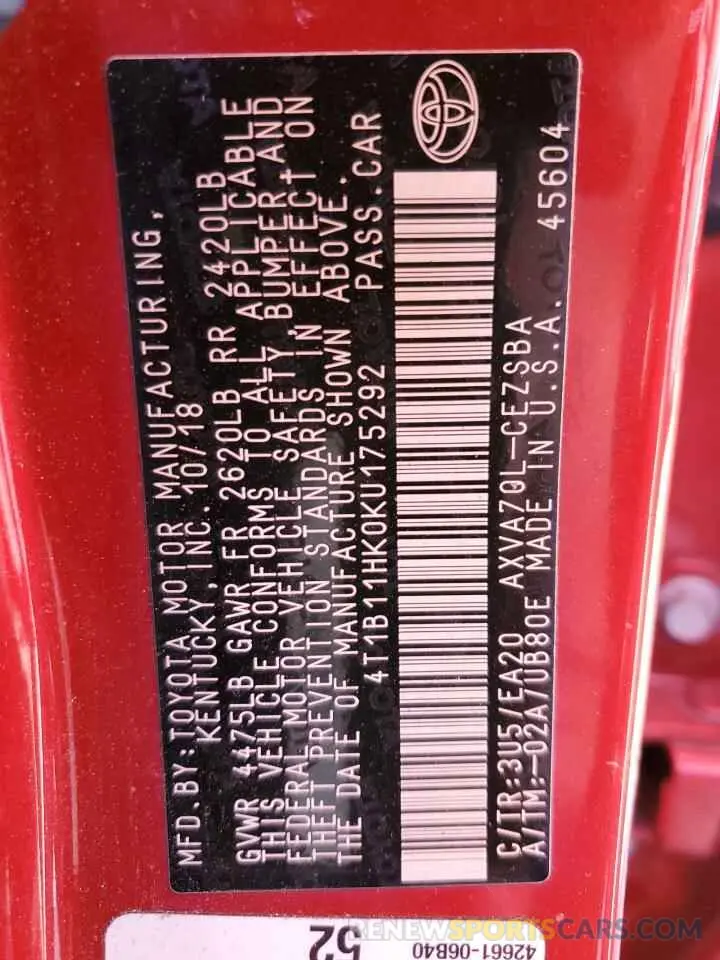 MFD.BY:TOYOTA MOTOR MANUFACTURING,
KENTUCKY, INC. 10/18
GVWR 4475LB GAWR FR 2620LB RR 2420LB
THIS VEHICLE CONFORMS TO ALL APPLICABLE
FEDERAL MOTOR VEHICLE SAFETY, BUMPER, AND
THEFT PREVENTION STANDARDS IN EFFECT ON
THE DATE OF MANUFACTURE SHOWN ABOVE.
4T1B11HK0KU175292 PASS.CAR
C/TR:3U5/EA20 AXVA70L-CEZSBA
A/TM:-02A/UB80E MADE IN U.S.A. 45604
52
42661-06B40
RENEWSPORTSCAR.COM